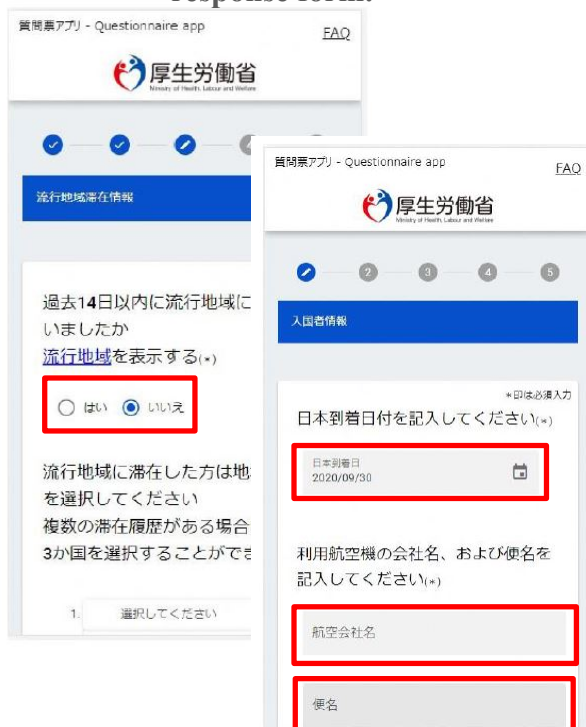 response form.
質問票アプリ - Questionnaire app
FAQ
厚生労働省
Ministry of Health, Labour and Welfare
流行地域滞在情報
過去14日以内に流行地域に
いましたか
流行地域を表示する(*)
はい いいえ
流行地域に滞在した方は地
を選択してください
複数の滞在履歴がある場合
3か国を選択することができ
1. 選択してください
質問票アプリ - Questionnaire app
FAQ
厚生労働省
Ministry of Health, Labour and Welfare
2 3 4 5
入国者情報
*印は必須入力
日本到着日付を記入してください(*)
日本到着日
2020/09/30
利用航空機の会社名、および便名を
記入してください(*)
航空会社名
便名